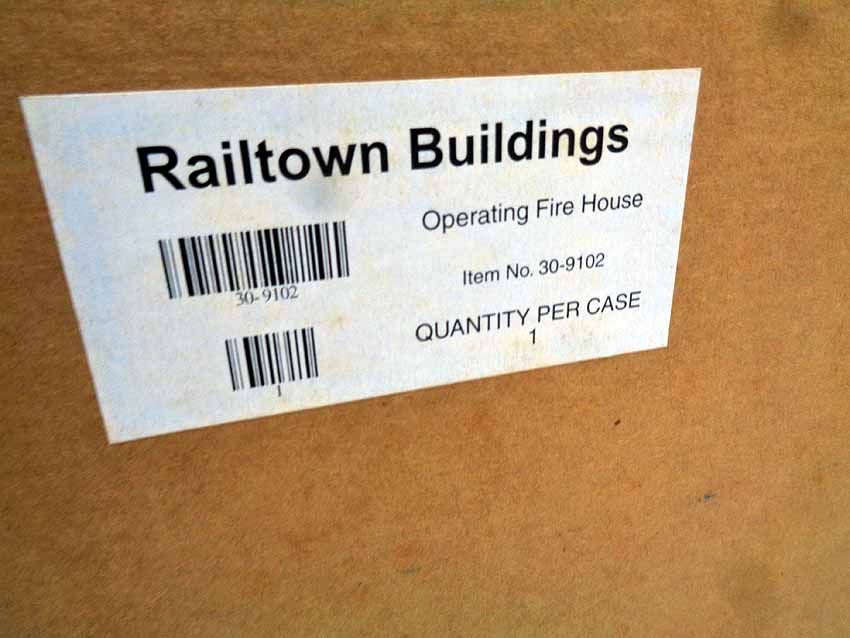 Railtown Buildings
Operating Fire House
30-9102
Item No. 30-9102
QUANTITY PER CASE
1
1